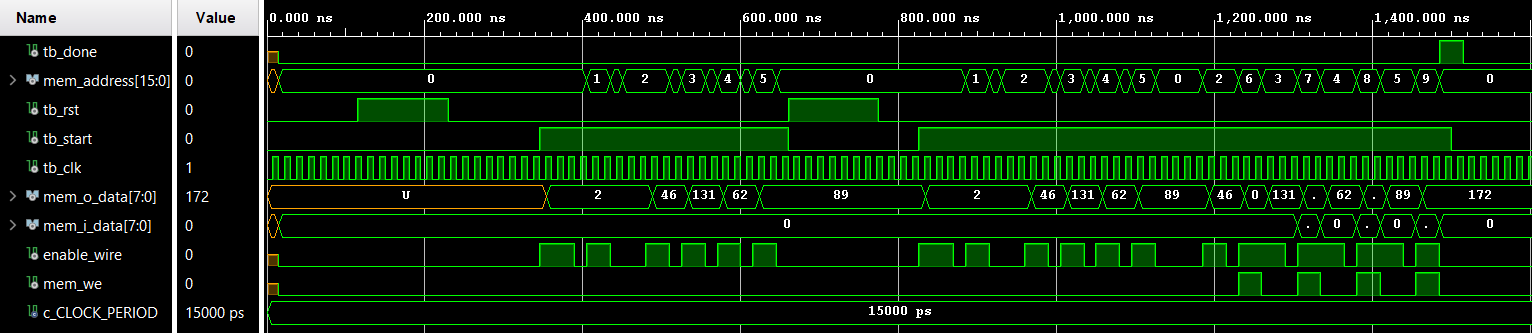 Name Value 0.000 ns 200.000 ns 400.000 ns 600.000 ns 800.000 ns 1,000.000 ns 1,200.000 ns 1,400.000 ns
tb_done 0
mem_address[15:0] 0 0 1 2 3 4 5 0 1 2 3 4 5 0 2 6 3 7 4 8 5 9 0
tb_rst 0
tb_start 0
tb_clk 1
mem_o_data[7:0] 172 U 2 46 131 62 89 2 46 131 62 89 46 0 131 . 62 . 89 172
mem_i_data[7:0] 0 0 . 0 . 0 . 0
enable_wire 0
mem_we 0
c_CLOCK_PERIOD 15000 ps 15000 ps